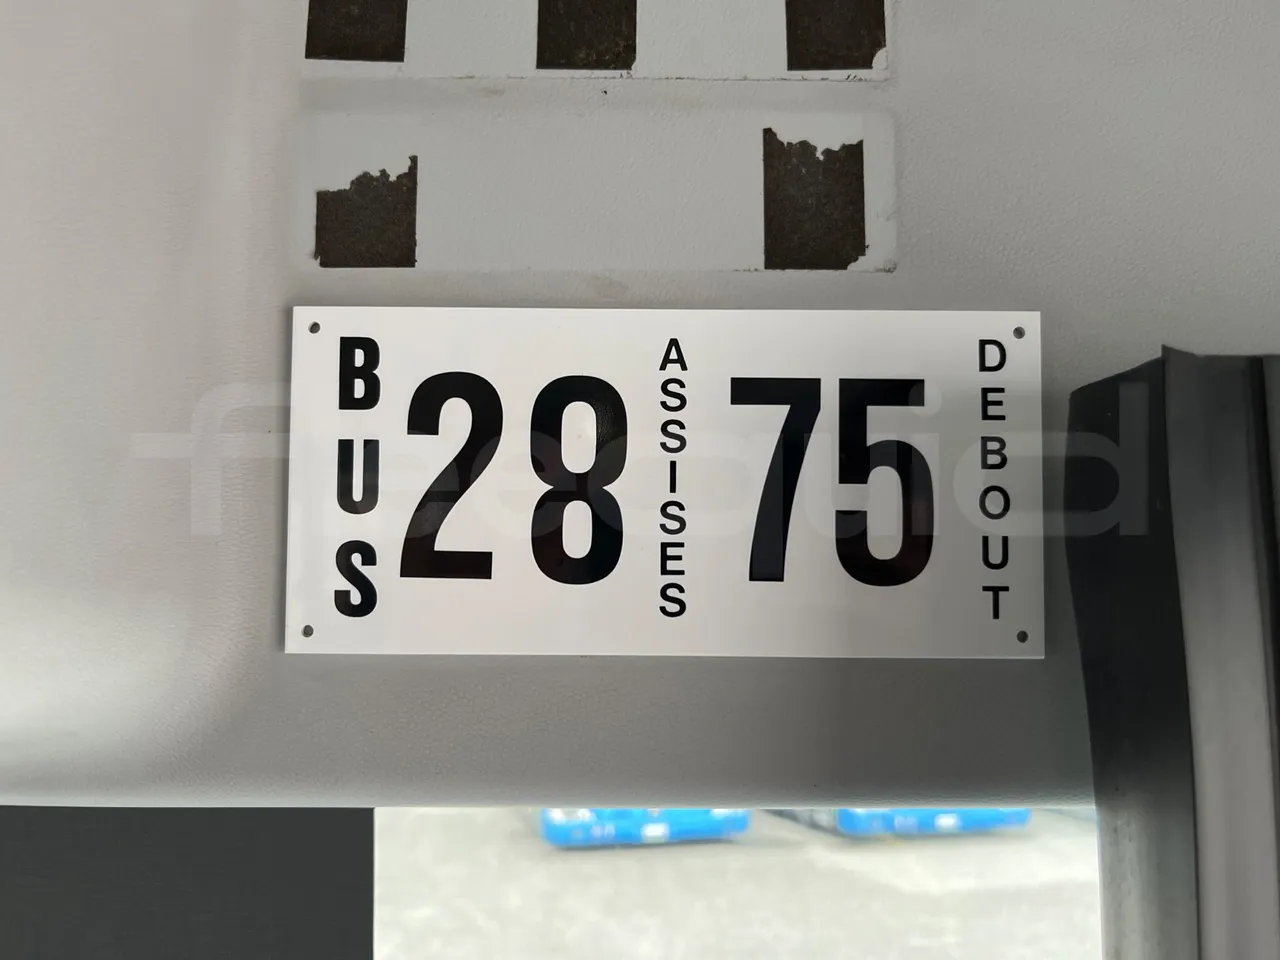 BUS 28 ASSISES 75 DEBOUT